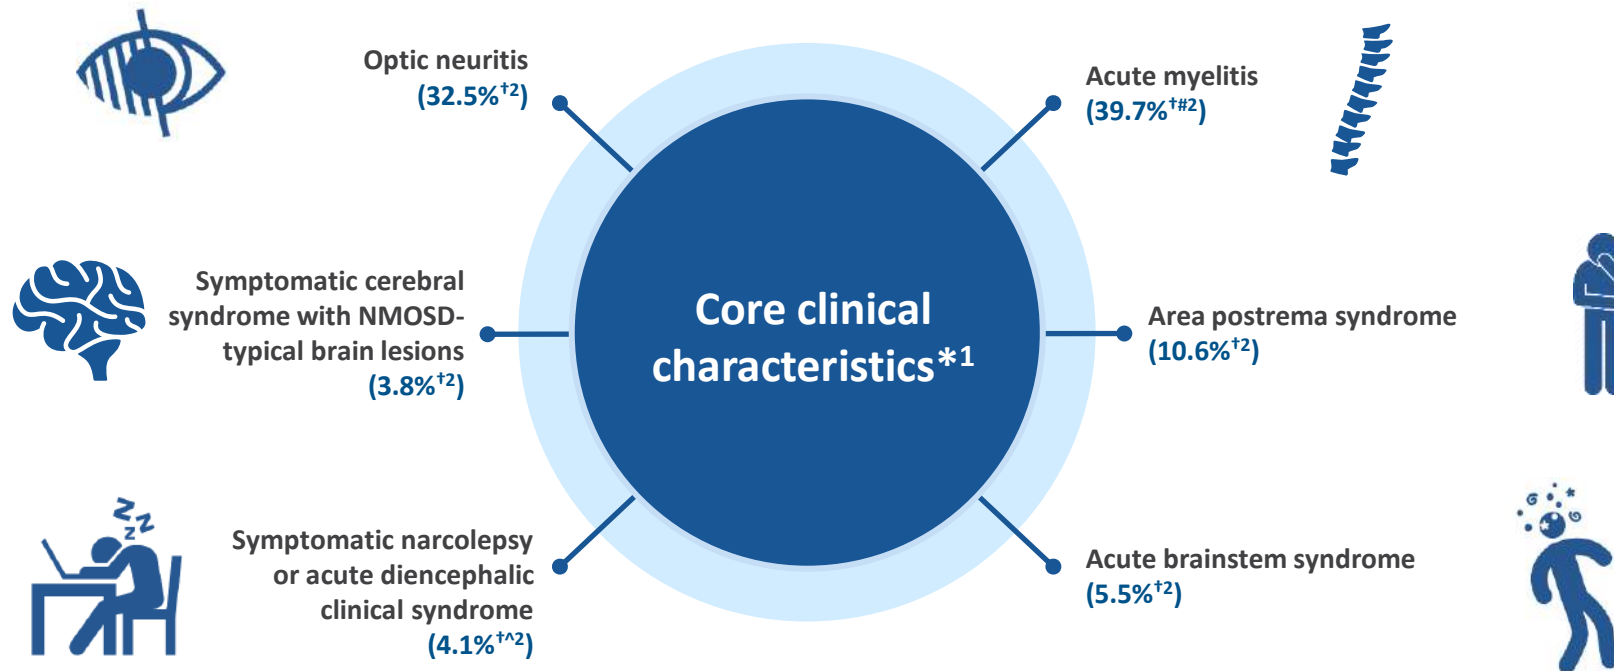 Optic neuritis
(32.5%†2)
Acute myelitis
(39.7%†#2)
Symptomatic cerebral
syndrome with NMOSD-
typical brain lesions
(3.8%†2)
Core clinical
characteristics*1
Area postrema syndrome
(10.6%†2)
Symptomatic narcolepsy
or acute diencephalic
clinical syndrome
(4.1%†^2)
Acute brainstem syndrome
(5.5%†2)
Z
Z
Z
Z